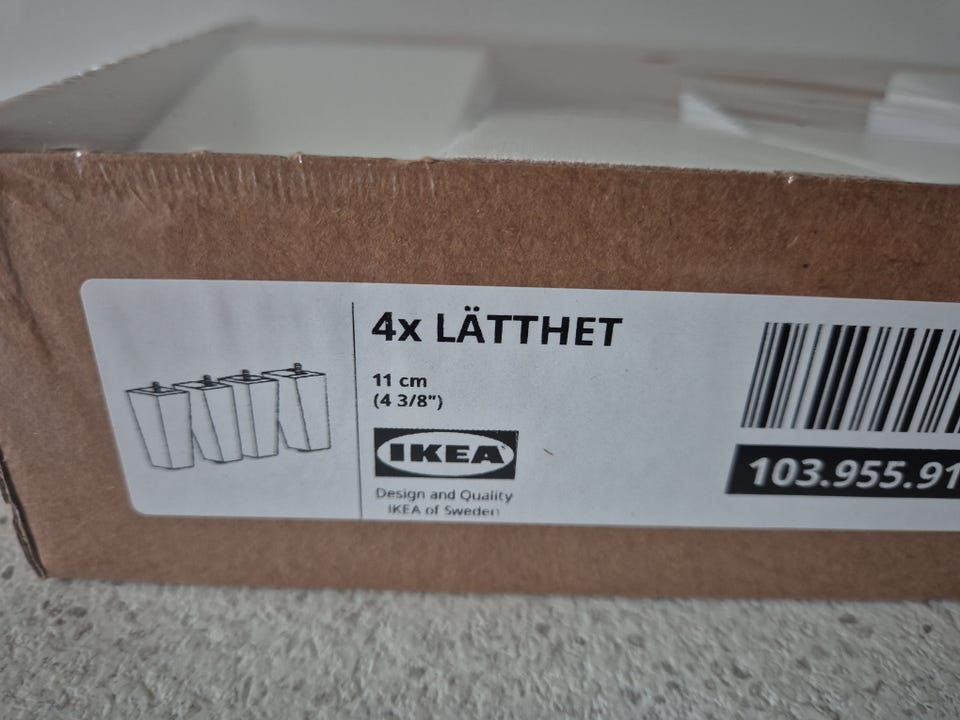 4x LÄTTHET
11 cm
(4 3/8")
IKEA
Design and Quality
IKEA of Sweden
103.955.91